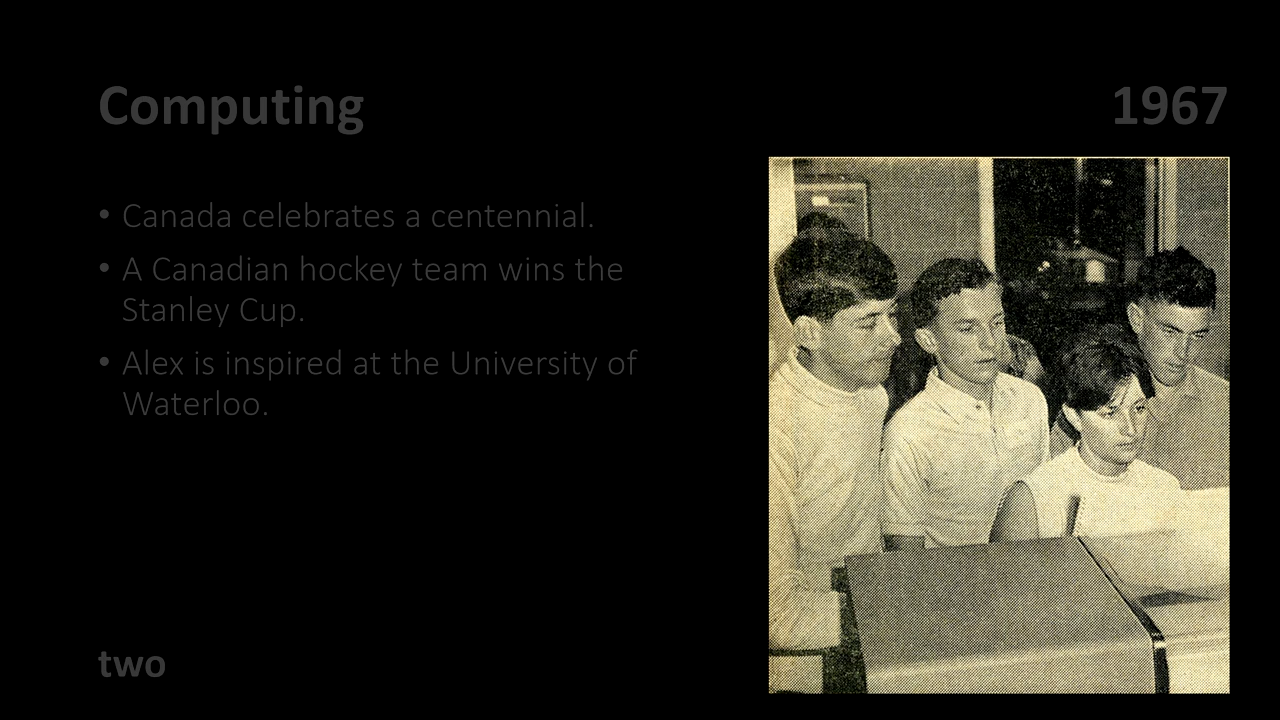 Computing
1967
• Canada celebrates a centennial.
• A Canadian hockey team wins the
Stanley Cup.
• Alex is inspired at the University of
Waterloo.
two